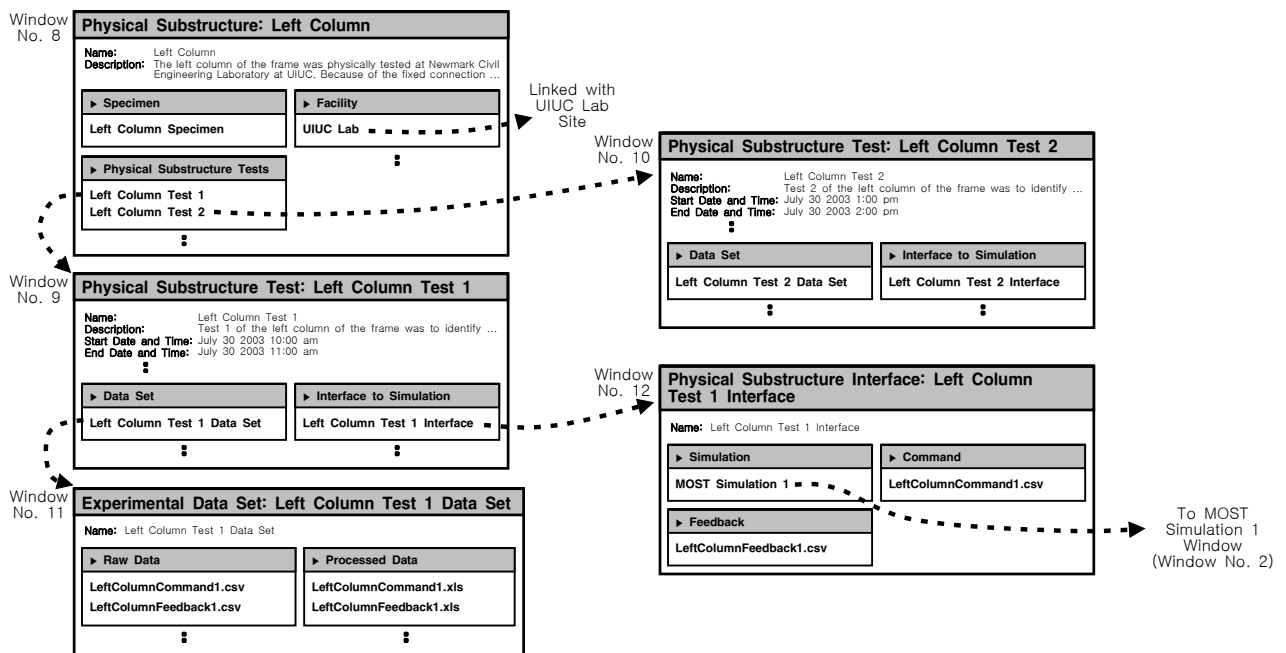 Window
No. 8
Physical Substructure: Left Column
Name: Left Column
Description: The left column of the frame was physically tested at Newmark Civil
Engineering Laboratory at UIUC. Because of the fixed connection ...
▶ Specimen
Left Column Specimen
▶ Facility
UIUC Lab
Linked with
UIUC Lab
Site
▶ Physical Substructure Tests
Left Column Test 1
Left Column Test 2
Window
No. 10
Physical Substructure Test: Left Column Test 2
Name: Left Column Test 2
Description: Test 2 of the left column of the frame was to identify ...
Start Date and Time: July 30 2003 1:00 pm
End Date and Time: July 30 2003 2:00 pm
▶ Data Set
Left Column Test 2 Data Set
▶ Interface to Simulation
Left Column Test 2 Interface
Window
No. 9
Physical Substructure Test: Left Column Test 1
Name: Left Column Test 1
Description: Test 1 of the left column of the frame was to identify ...
Start Date and Time: July 30 2003 10:00 am
End Date and Time: July 30 2003 11:00 am
▶ Data Set
Left Column Test 1 Data Set
▶ Interface to Simulation
Left Column Test 1 Interface
Window
No. 12
Physical Substructure Interface: Left Column
Test 1 Interface
Name: Left Column Test 1 Interface
▶ Simulation
MOST Simulation 1
▶ Command
LeftColumnCommand1.csv
▶ Feedback
LeftColumnFeedback1.csv
To MOST
Simulation 1
Window
(Window No. 2)
Window
No. 11
Experimental Data Set: Left Column Test 1 Data Set
Name: Left Column Test 1 Data Set
▶ Raw Data
LeftColumnCommand1.csv
LeftColumnFeedback1.csv
▶ Processed Data
LeftColumnCommand1.xls
LeftColumnFeedback1.xls